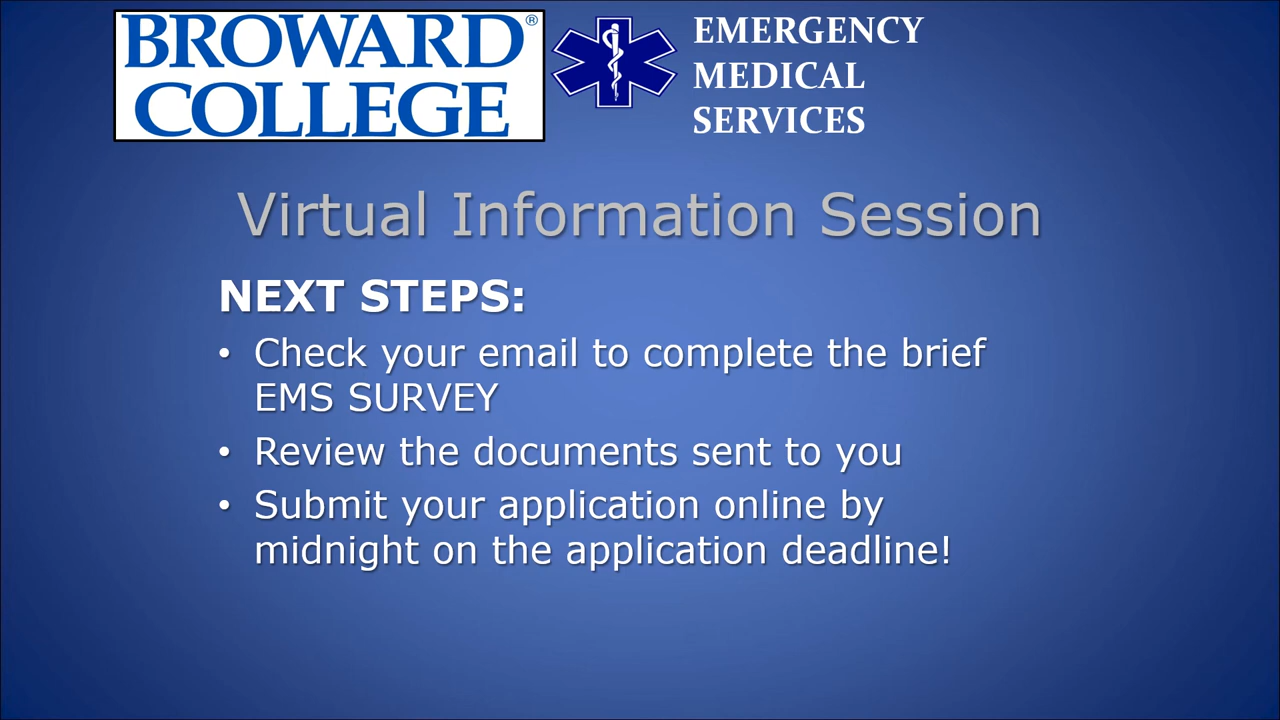 BROWARD®
COLLEGE
EMERGENCY
MEDICAL
SERVICES
Virtual Information Session
NEXT STEPS:
• Check your email to complete the brief
EMS SURVEY
• Review the documents sent to you
• Submit your application online by
midnight on the application deadline!